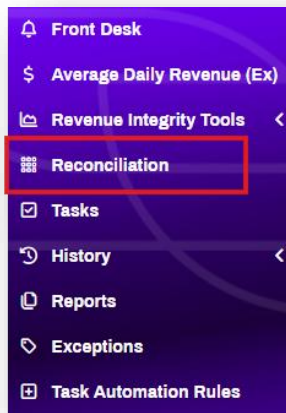 Front Desk
Average Daily Revenue (Ex)
Revenue Integrity Tools
Reconciliation
Tasks
History
Reports
Exceptions
Task Automation Rules